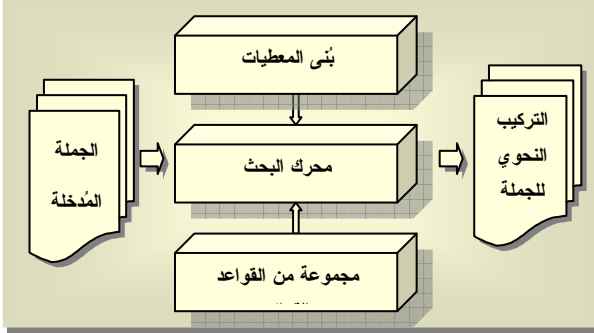 بُنى المعطيات
الجملة
المُدخلة
محرك البحث
التركيب
النحوي
للجملة
مجموعة من القواعد